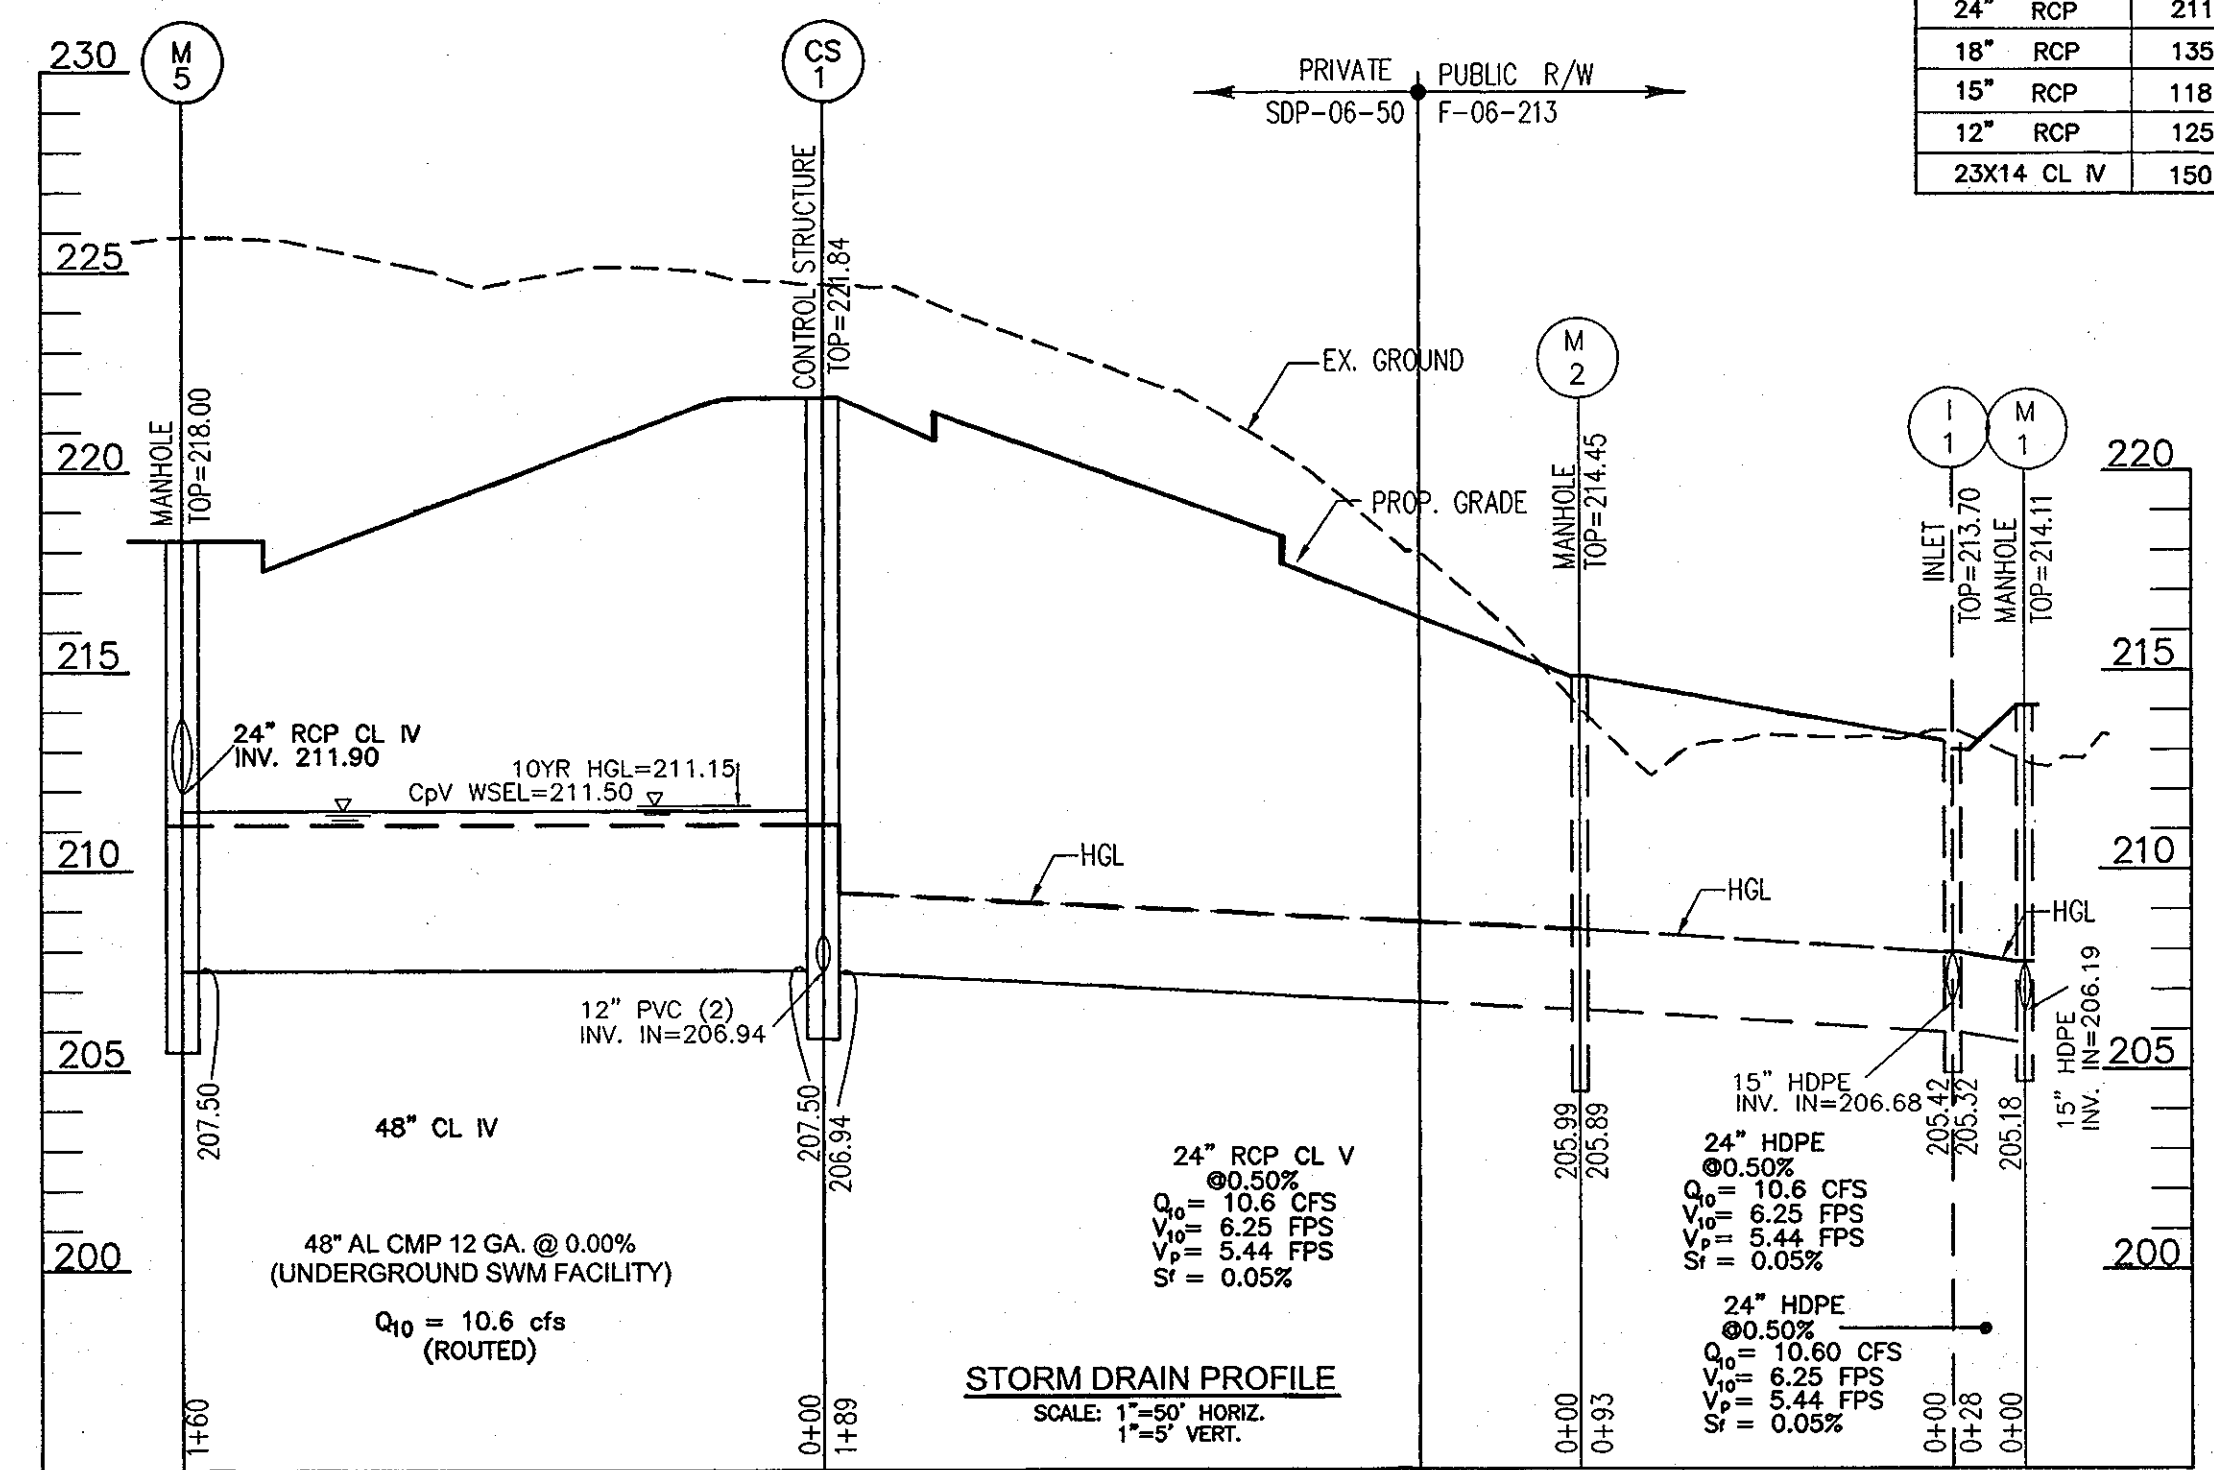 24" RCP 211
18" RCP 135
15" RCP 118
12" RCP 125
23X14 CL IV 150
230
225
220
215
210
205
200
M
5
CS
1
PRIVATE
PUBLIC R/W
SDP-06-50
F-06-213
MANHOLE
TOP=218.00
CONTROL STRUCTURE
TOP=221.84
EX. GROUND
PROP. GRADE
M
2
MANHOLE
TOP=214.45
I
1
M
1
INLET
TOP=213.70
MANHOLE
TOP=214.11
220
215
210
205
200
24" RCP CL IV
INV. 211.90
10YR HGL=211.15
CpV WSEL=211.50
HGL
HGL
HGL
12" PVC (2)
INV. IN=206.94
15" HDPE
INV. IN=206.68
15" HDPE
INV. IN=206.19
207.50
207.50
206.94
205.99
205.89
205.42
205.32
205.18
48" CL IV
48" AL CMP 12 GA. @ 0.00%
(UNDERGROUND SWM FACILITY)
Q10 = 10.6 cfs
(ROUTED)
24" RCP CL V
@0.50%
Q10= 10.6 CFS
V10= 6.25 FPS
Vp= 5.44 FPS
Sf = 0.05%
24" HDPE
@0.50%
Q10= 10.6 CFS
V10= 6.25 FPS
Vp= 5.44 FPS
Sf = 0.05%
24" HDPE
@0.50%
Q10= 10.60 CFS
V10= 6.25 FPS
Vp= 5.44 FPS
Sf = 0.05%
STORM DRAIN PROFILE
SCALE: 1"=50' HORIZ.
1"=5' VERT.
1+60
0+00
1+89
0+00
0+93
0+00
0+28
0+00